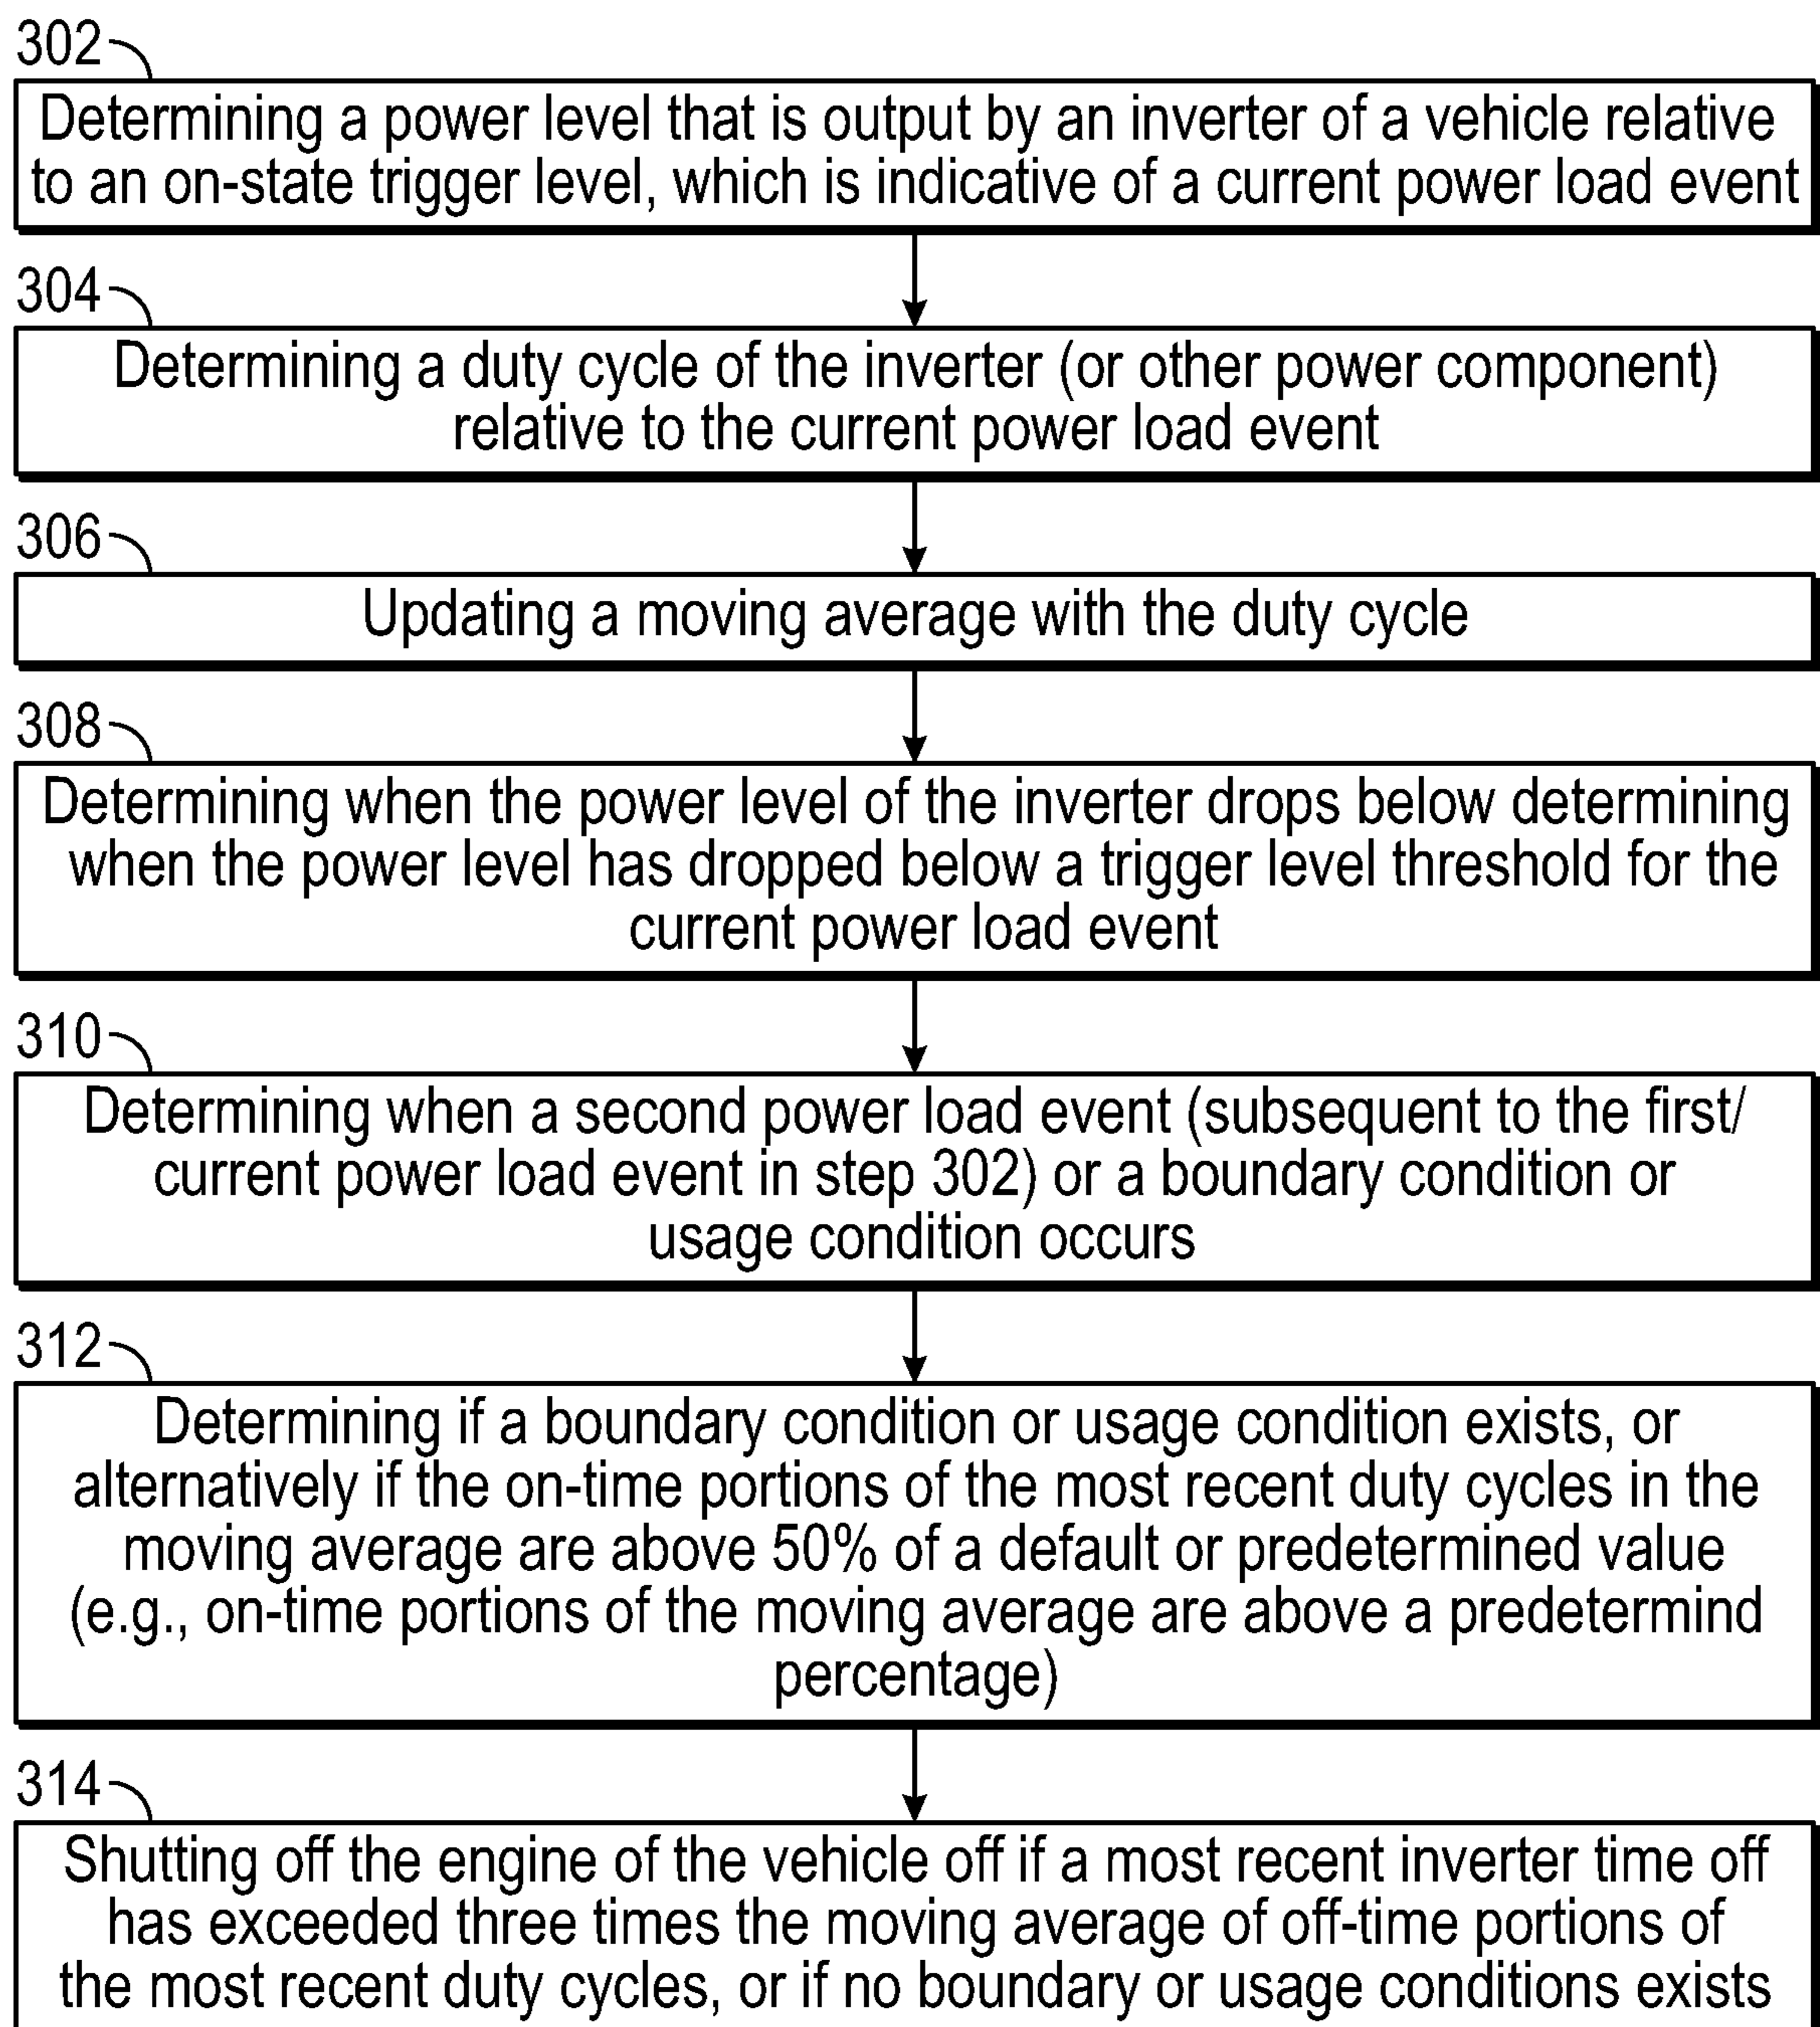 302
Determining a power level that is output by an inverter of a vehicle relative
to an on-state trigger level, which is indicative of a current power load event
304
Determining a duty cycle of the inverter (or other power component)
relative to the current power load event
306
Updating a moving average with the duty cycle
308
Determining when the power level of the inverter drops below determining
when the power level has dropped below a trigger level threshold for the
current power load event
310
Determining when a second power load event (subsequent to the first/
current power load event in step 302) or a boundary condition or
usage condition occurs
312
Determining if a boundary condition or usage condition exists, or
alternatively if the on-time portions of the most recent duty cycles in the
moving average are above 50% of a default or predetermined value
(e.g., on-time portions of the moving average are above a predetermind
percentage)
314
Shutting off the engine of the vehicle off if a most recent inverter time off
has exceeded three times the moving average of off-time portions of
the most recent duty cycles, or if no boundary or usage conditions exists